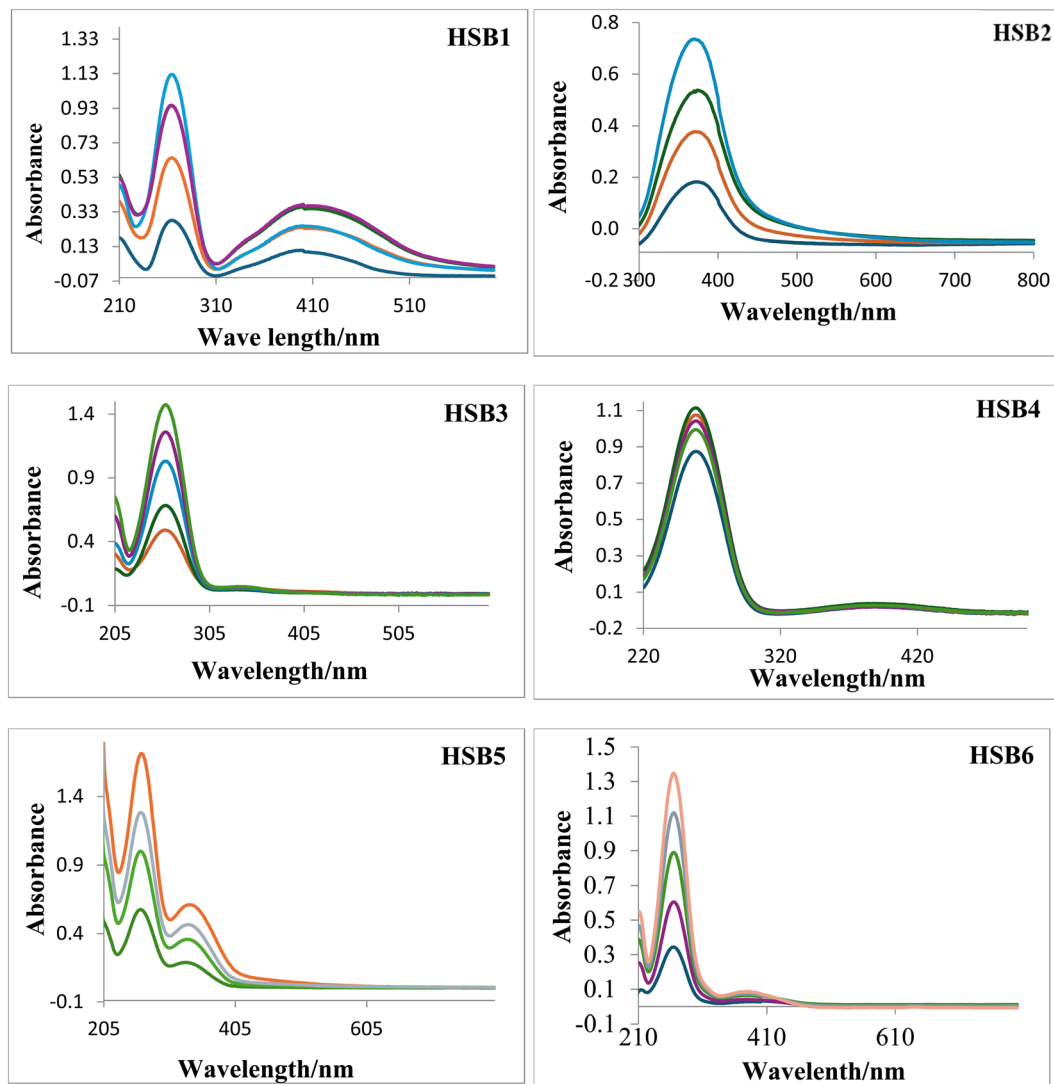 HSB1
Absorbance
1.33
1.13
0.93
0.73
0.53
0.33
0.13
-0.07
210 310 410 510
Wave length/nm
HSB2
Absorbance
0.8
0.6
0.4
0.2
0.0
-0.2
300 400 500 600 700 800
Wavelength/nm
HSB3
Absorbance
1.4
0.9
0.4
-0.1
205 305 405 505
Wavelength/nm
HSB4
Absorbance
1.1
0.9
0.7
0.5
0.3
0.1
-0.2
220 320 420
Wavelength/nm
HSB5
Absorbance
1.4
0.9
0.4
-0.1
205 405 605
Wavelength/nm
HSB6
Absorbance
1.5
1.3
1.1
0.9
0.7
0.5
0.3
0.1
-0.1
210 410 610
Wavelenth/nm